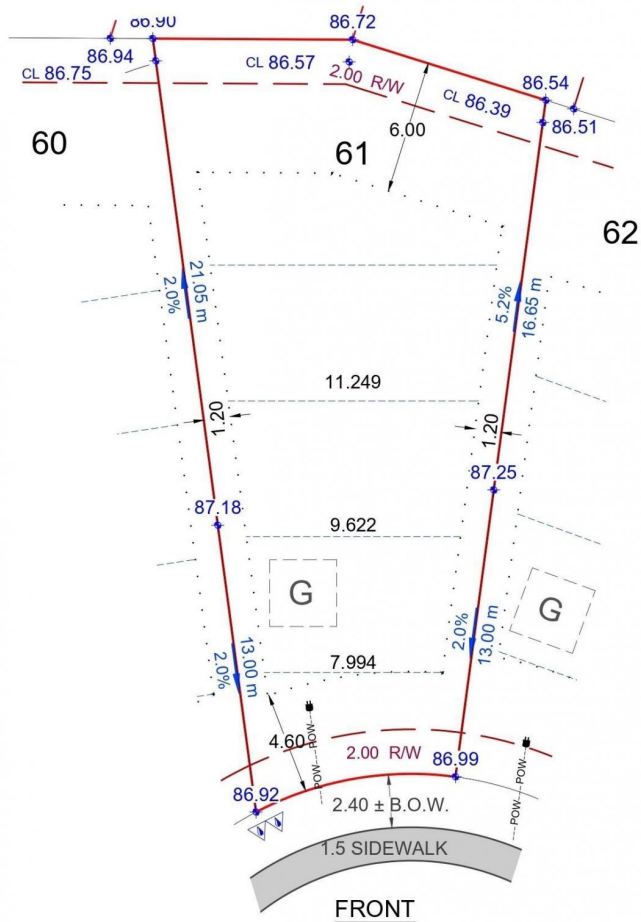 86.90
86.72
86.94
CL 86.75
CL 86.57
2.00 R/W
CL 86.39
86.54
86.51
6.00
60
61
62
21.05 m
2.0%
5.2%
16.65 m
11.249
1.20
1.20
87.25
87.18
9.622
G
G
13.00 m
2.0%
2.0%
13.00 m
7.994
4.60
POW
POW
2.00 R/W
POW
POW
86.99
86.92
2.40 ± B.O.W.
1.5 SIDEWALK
FRONT